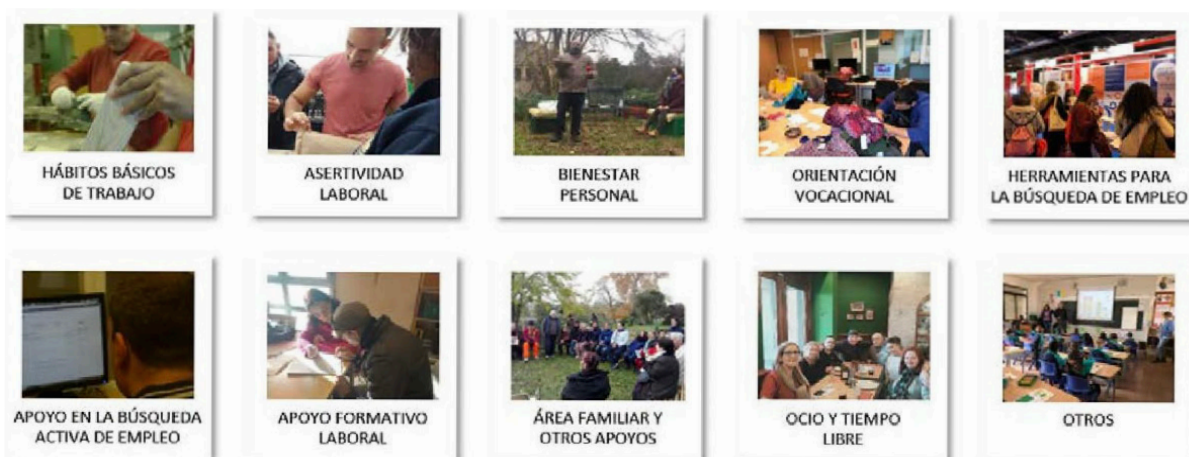 HÁBITOS BÁSICOS
DE TRABAJO
ASERTIVIDAD
LABORAL
BIENESTAR
PERSONAL
ORIENTACIÓN
VOCACIONAL
HERRAMIENTAS PARA
LA BÚSQUEDA DE EMPLEO
APOYO EN LA BÚSQUEDA
ACTIVA DE EMPLEO
APOYO FORMATIVO
LABORAL
ÁREA FAMILIAR Y
OTROS APOYOS
OCIO Y TIEMPO
LIBRE
OTROS